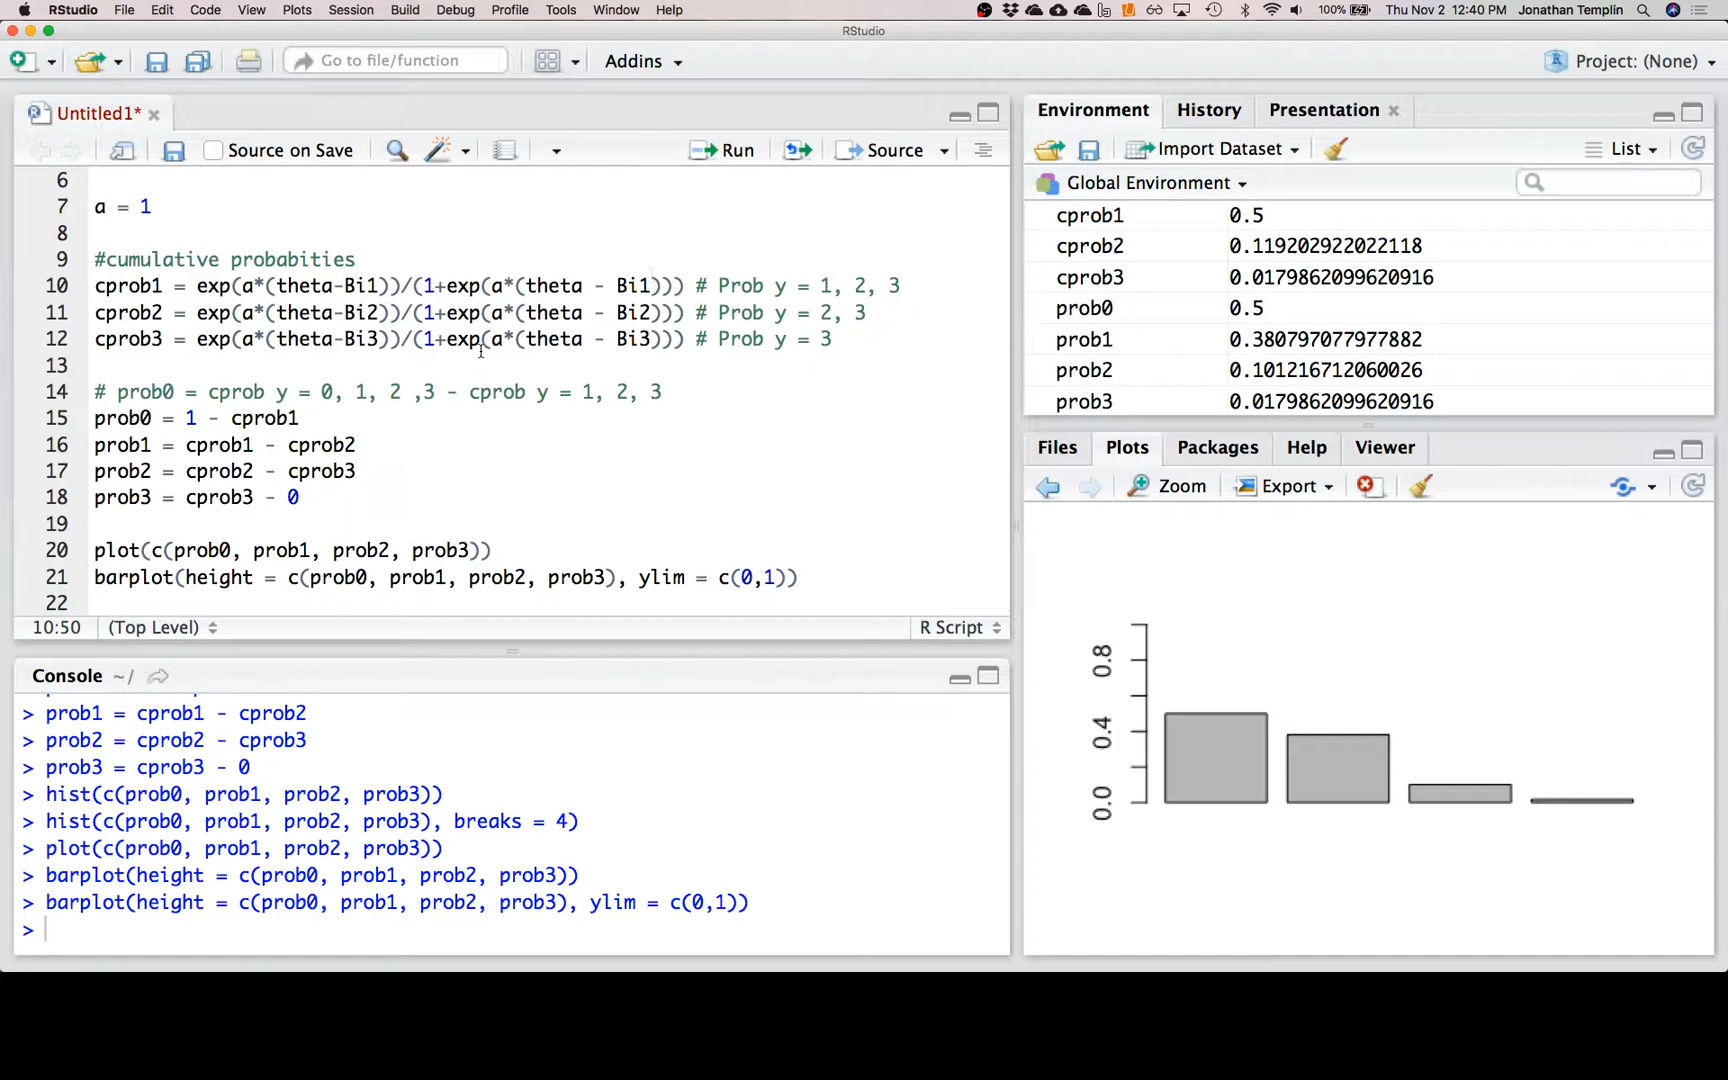 RStudio File Edit Code View Plots Session Build Debug Profile Tools Window Help 100% Thu Nov 2 12:40 PM Jonathan Templin
RStudio
Go to file/function Addins Project: (None)
Untitled1*
Source on Save Run Source
6
7 a = 1
8
9 #cumulative probabities
10 cprob1 = exp(a*(theta-Bi1))/(1+exp(a*(theta - Bi1))) # Prob y = 1, 2, 3
11 cprob2 = exp(a*(theta-Bi2))/(1+exp(a*(theta - Bi2))) # Prob y = 2, 3
12 cprob3 = exp(a*(theta-Bi3))/(1+exp(a*(theta - Bi3))) # Prob y = 3
13
14 # prob0 = cprob y = 0, 1, 2 ,3 - cprob y = 1, 2, 3
15 prob0 = 1 - cprob1
16 prob1 = cprob1 - cprob2
17 prob2 = cprob2 - cprob3
18 prob3 = cprob3 - 0
19
20 plot(c(prob0, prob1, prob2, prob3))
21 barplot(height = c(prob0, prob1, prob2, prob3), ylim = c(0,1))
22
10:50 (Top Level) R Script
Console ~/
> prob1 = cprob1 - cprob2
> prob2 = cprob2 - cprob3
> prob3 = cprob3 - 0
> hist(c(prob0, prob1, prob2, prob3))
> hist(c(prob0, prob1, prob2, prob3), breaks = 4)
> plot(c(prob0, prob1, prob2, prob3))
> barplot(height = c(prob0, prob1, prob2, prob3))
> barplot(height = c(prob0, prob1, prob2, prob3), ylim = c(0,1))
>
Environment History Presentation
Import Dataset List
Global Environment
cprob1 0.5
cprob2 0.119202922022118
cprob3 0.0179862099620916
prob0 0.5
prob1 0.380797077977882
prob2 0.101216712060026
prob3 0.0179862099620916
Files Plots Packages Help Viewer
Zoom Export
0.8
0.4
0.0